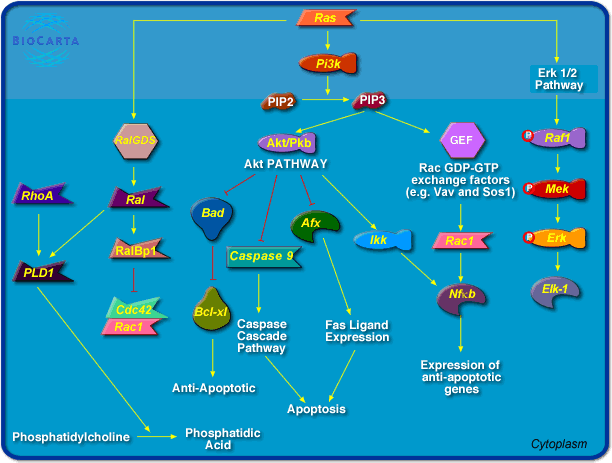 BIOCARTA
Ras
Pi3k
Erk 1/2
Pathway
PIP2
PIP3
RalGDS
Akt/Pkb
GEF
P
Raf1
Akt PATHWAY
Rac GDP-GTP
exchange factors
(e.g. Vav and Sos1)
RhoA
Ral
P
Mek
Bad
Afx
Ikk
Rac1
P
Erk
RalBp1
Caspase 9
PLD1
Elk-1
Nfκb
Cdc42
Rac1
Bcl-xl
Caspase
Cascade
Pathway
Fas Ligand
Expression
Expression of
anti-apoptotic
genes
Anti-Apoptotic
Apoptosis
Phosphatidylcholine
Phosphatidic
Acid
Cytoplasm